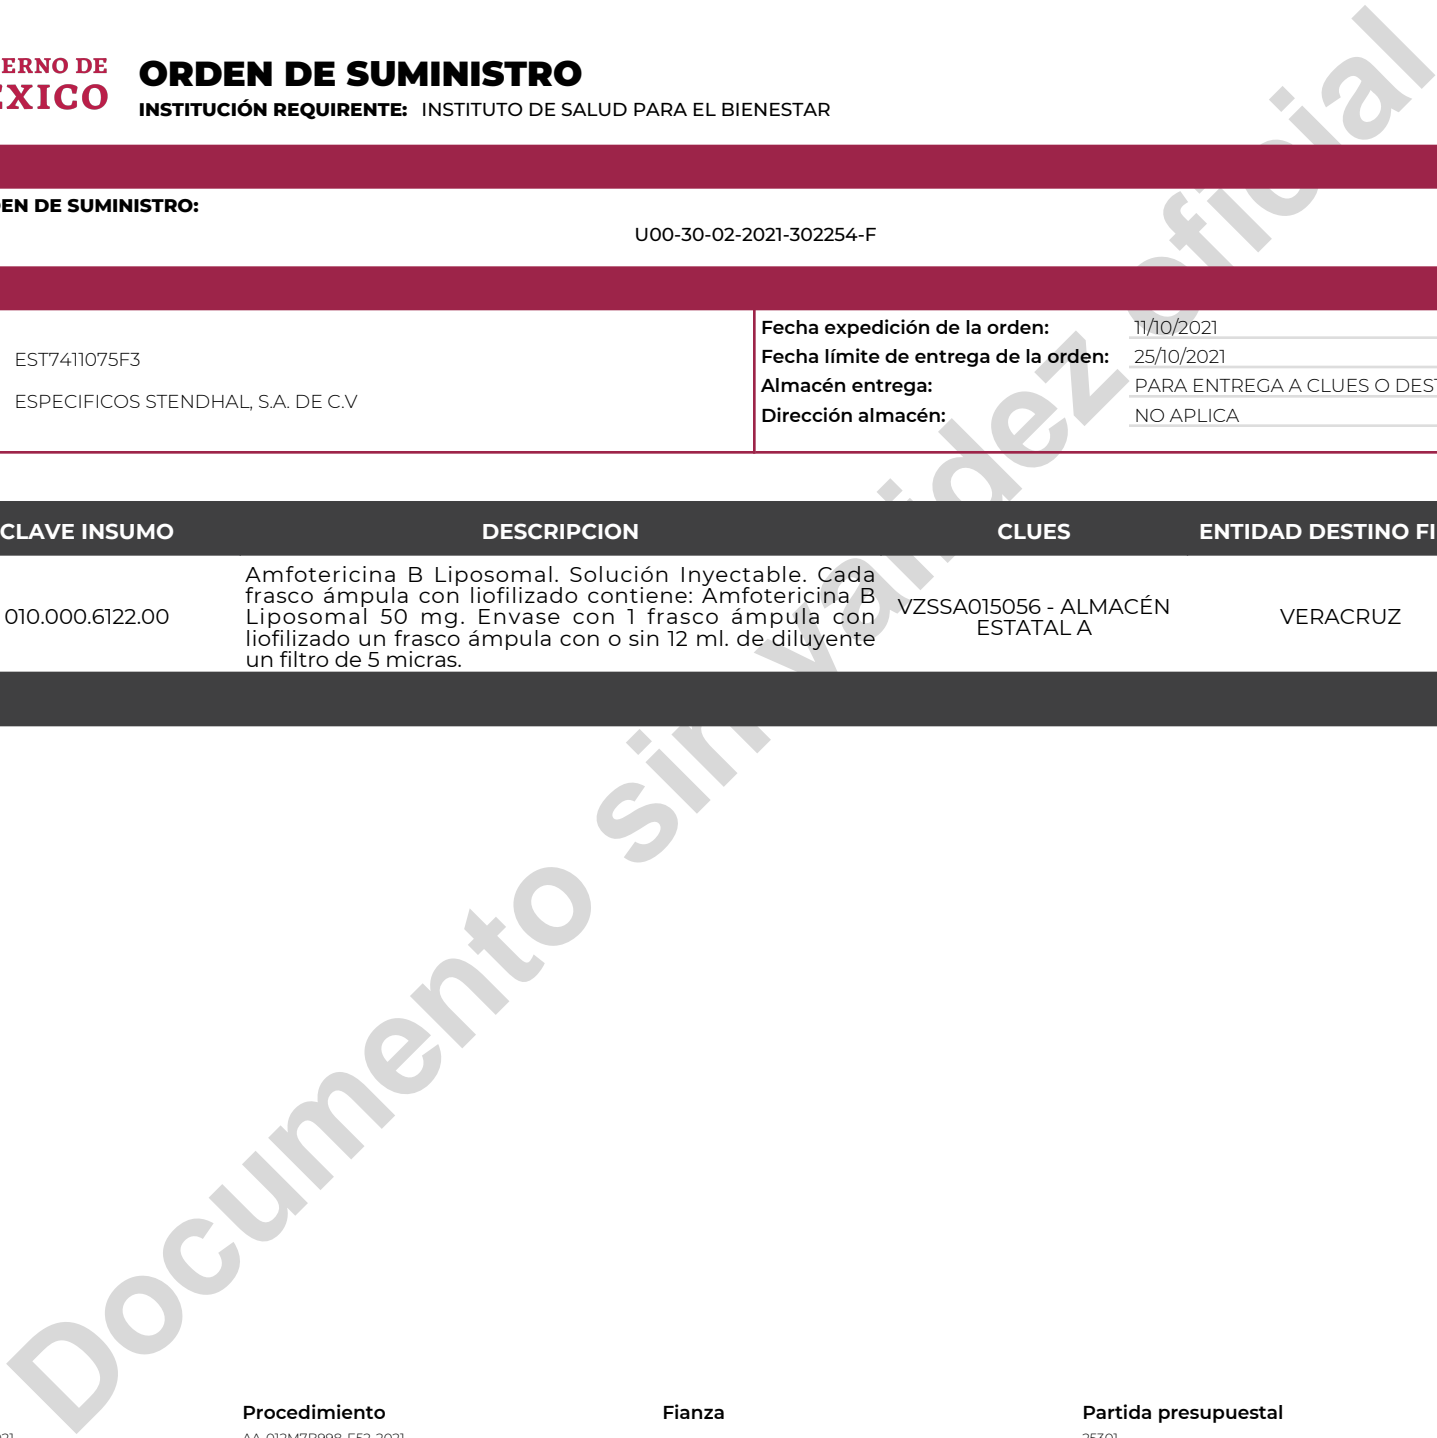 ERNO DE
ORDEN DE SUMINISTRO
EXICO
INSTITUCIÓN REQUIRENTE: INSTITUTO DE SALUD PARA EL BIENESTAR
EN DE SUMINISTRO:
U00-30-02-2021-302254-F
Fecha expedición de la orden: 11/10/2021
EST7411075F3
Fecha límite de entrega de la orden: 25/10/2021
Almacén entrega: PARA ENTREGA A CLUES O DEST
ESPECIFICOS STENDHAL, S.A. DE C.V
Dirección almacén: NO APLICA
CLAVE INSUMO DESCRIPCION CLUES ENTIDAD DESTINO FI
010.000.6122.00
Amfotericina B Liposomal. Solución Inyectable. Cada
frasco ámpula con liofilizado contiene: Amfotericina B
Liposomal 50 mg. Envase con 1 frasco ámpula con
liofilizado un frasco ámpula con o sin 12 ml. de diluyente
un filtro de 5 micras.
VZSSA015056 - ALMACÉN
ESTATAL A
VERACRUZ
Documento sin validez oficial
Procedimiento Fianza Partida presupuestal